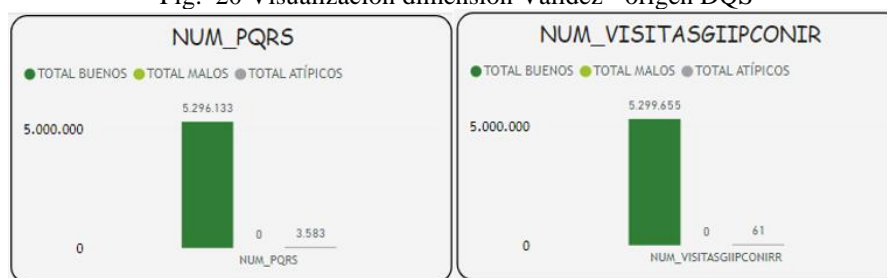 Fig. 20 Visualización dimensión Validez - origen DQS
NUM_PQRS
TOTAL BUENOS TOTAL MALOS TOTAL ATÍPICOS
5.296.133
5.000.000
0
3.583
0
NUM_PQRS
NUM_VISITASGIIPCONIR
TOTAL BUENOS TOTAL MALOS TOTAL ATÍPICOS
5.299.655
5.000.000
0
61
0
NUM_VISITASGIIPCONIRR